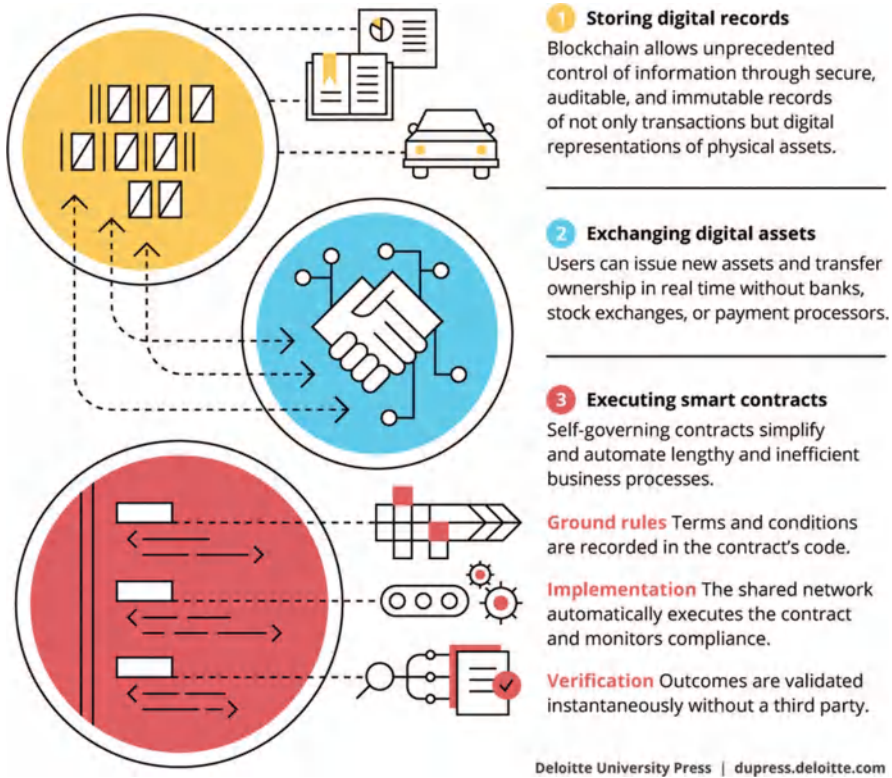 1 Storing digital records
Blockchain allows unprecedented
control of information through secure,
auditable, and immutable records
of not only transactions but digital
representations of physical assets.
2 Exchanging digital assets
Users can issue new assets and transfer
ownership in real time without banks,
stock exchanges, or payment processors.
3 Executing smart contracts
Self-governing contracts simplify
and automate lengthy and inefficient
business processes.
Ground rules Terms and conditions
are recorded in the contract’s code.
Implementation The shared network
automatically executes the contract
and monitors compliance.
Verification Outcomes are validated
instantaneously without a third party.
Deloitte University Press | dupress.deloitte.com